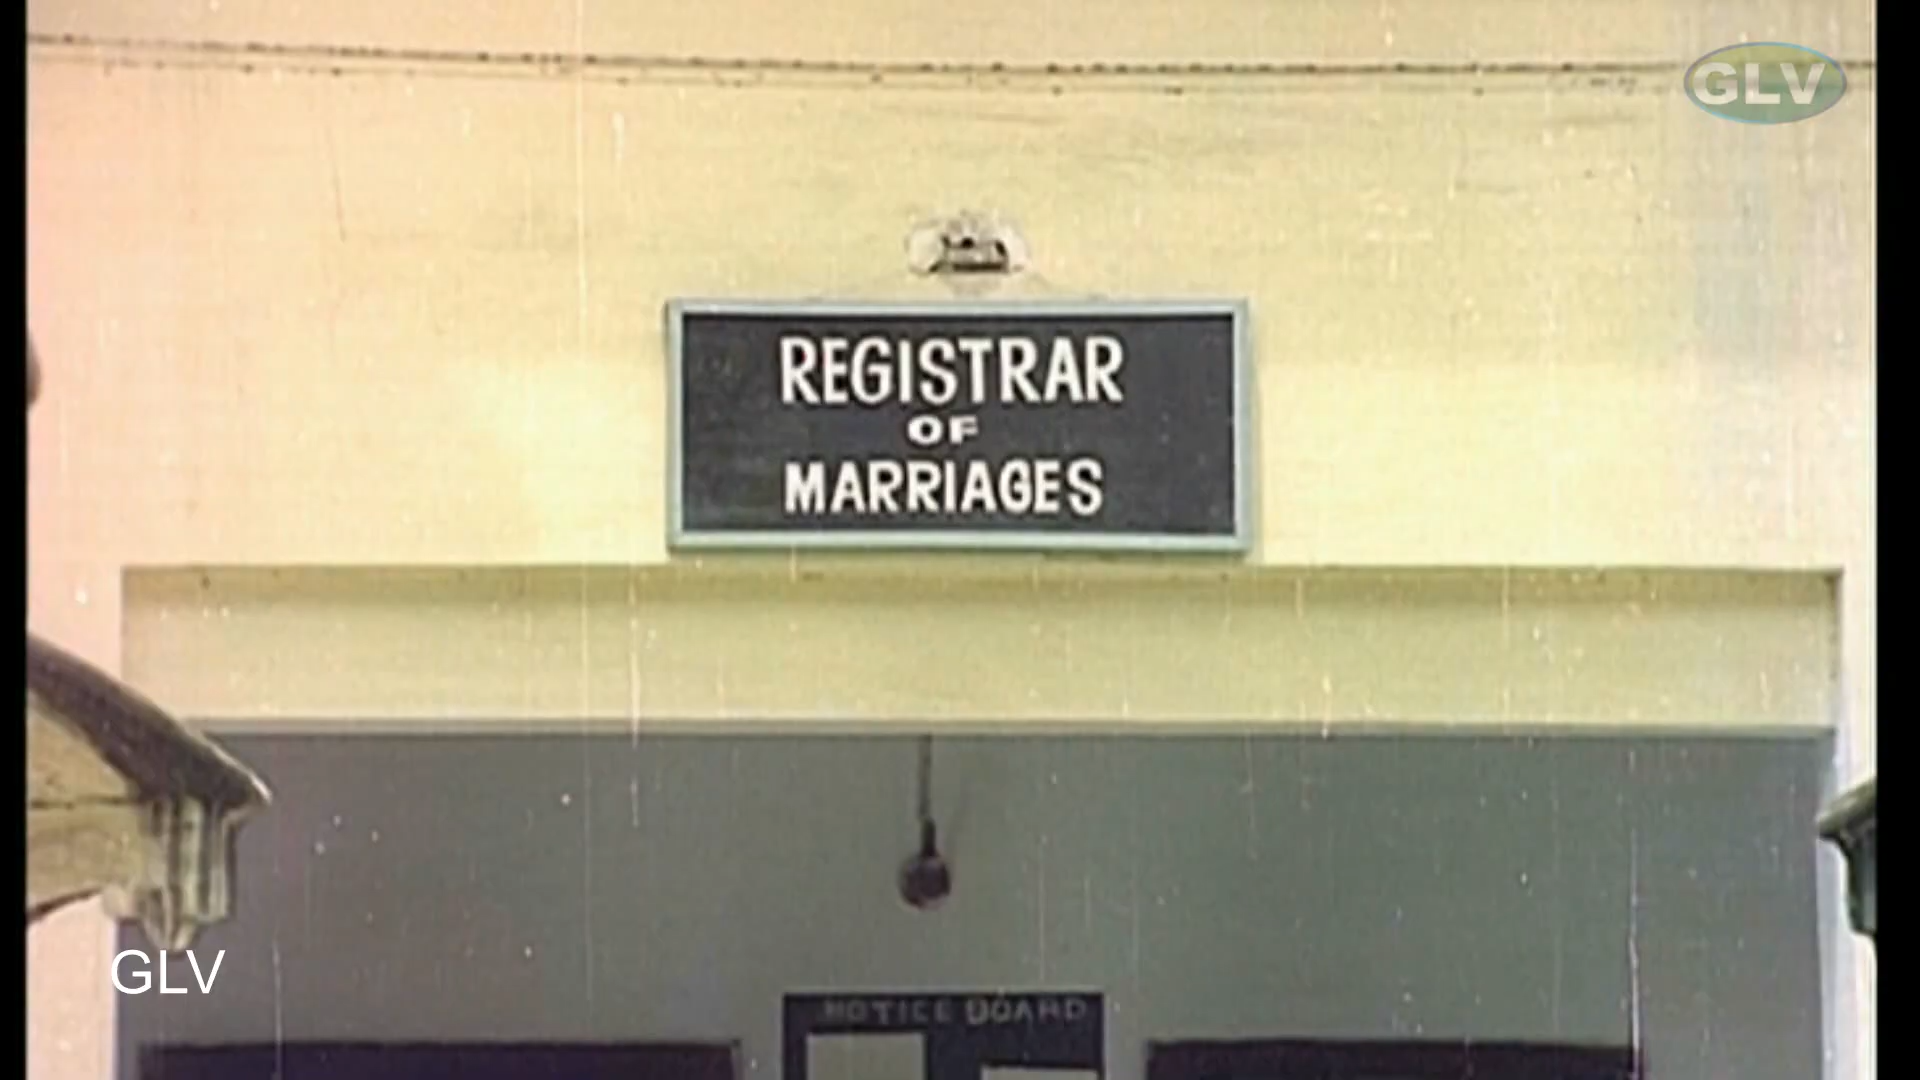 GLV
REGISTRAR
OF
MARRIAGES
GLV
NOTICE BOARD